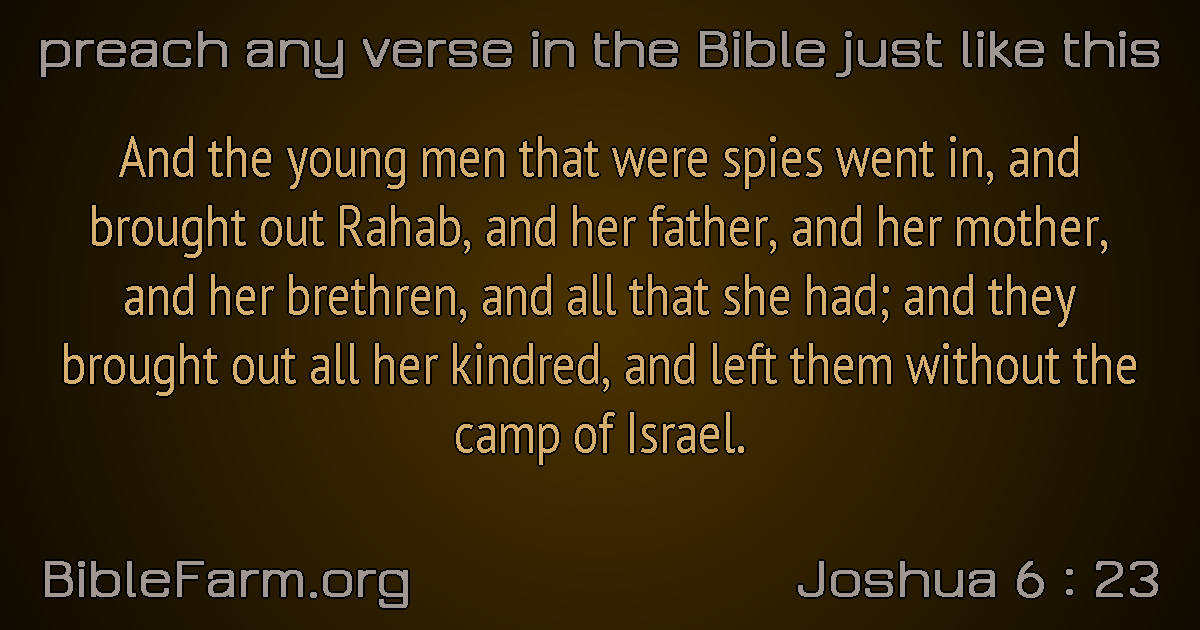 preach any verse in the Bible just like this
And the young men that were spies went in, and
brought out Rahab, and her father, and her mother,
and her brethren, and all that she had; and they
brought out all her kindred, and left them without the
camp of Israel.
BibleFarm.org
Joshua 6 : 23